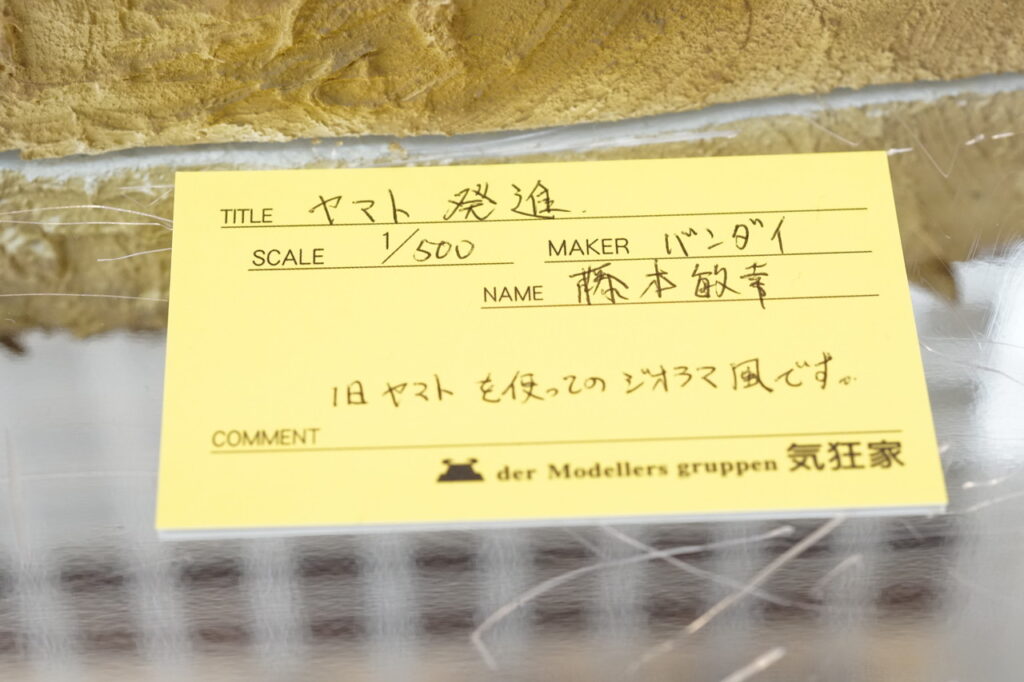 TITLE ヤマト 発進.
SCALE 1/500 MAKER バンダイ
NAME 藤本敏幸
旧ヤマトを使ってのジオラマ風です。
COMMENT
der Modellers gruppen 気狂家